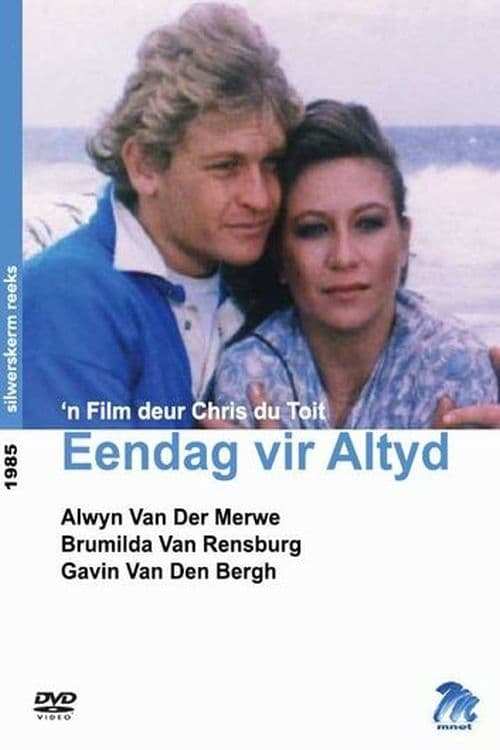 'n Film deur Chris du Toit
Eendag vir Altyd
Alwyn Van Der Merwe
Brumilda Van Rensburg
Gavin Van Den Bergh
silwerskerm reeks
1985
DVD
VIDEO
mnet